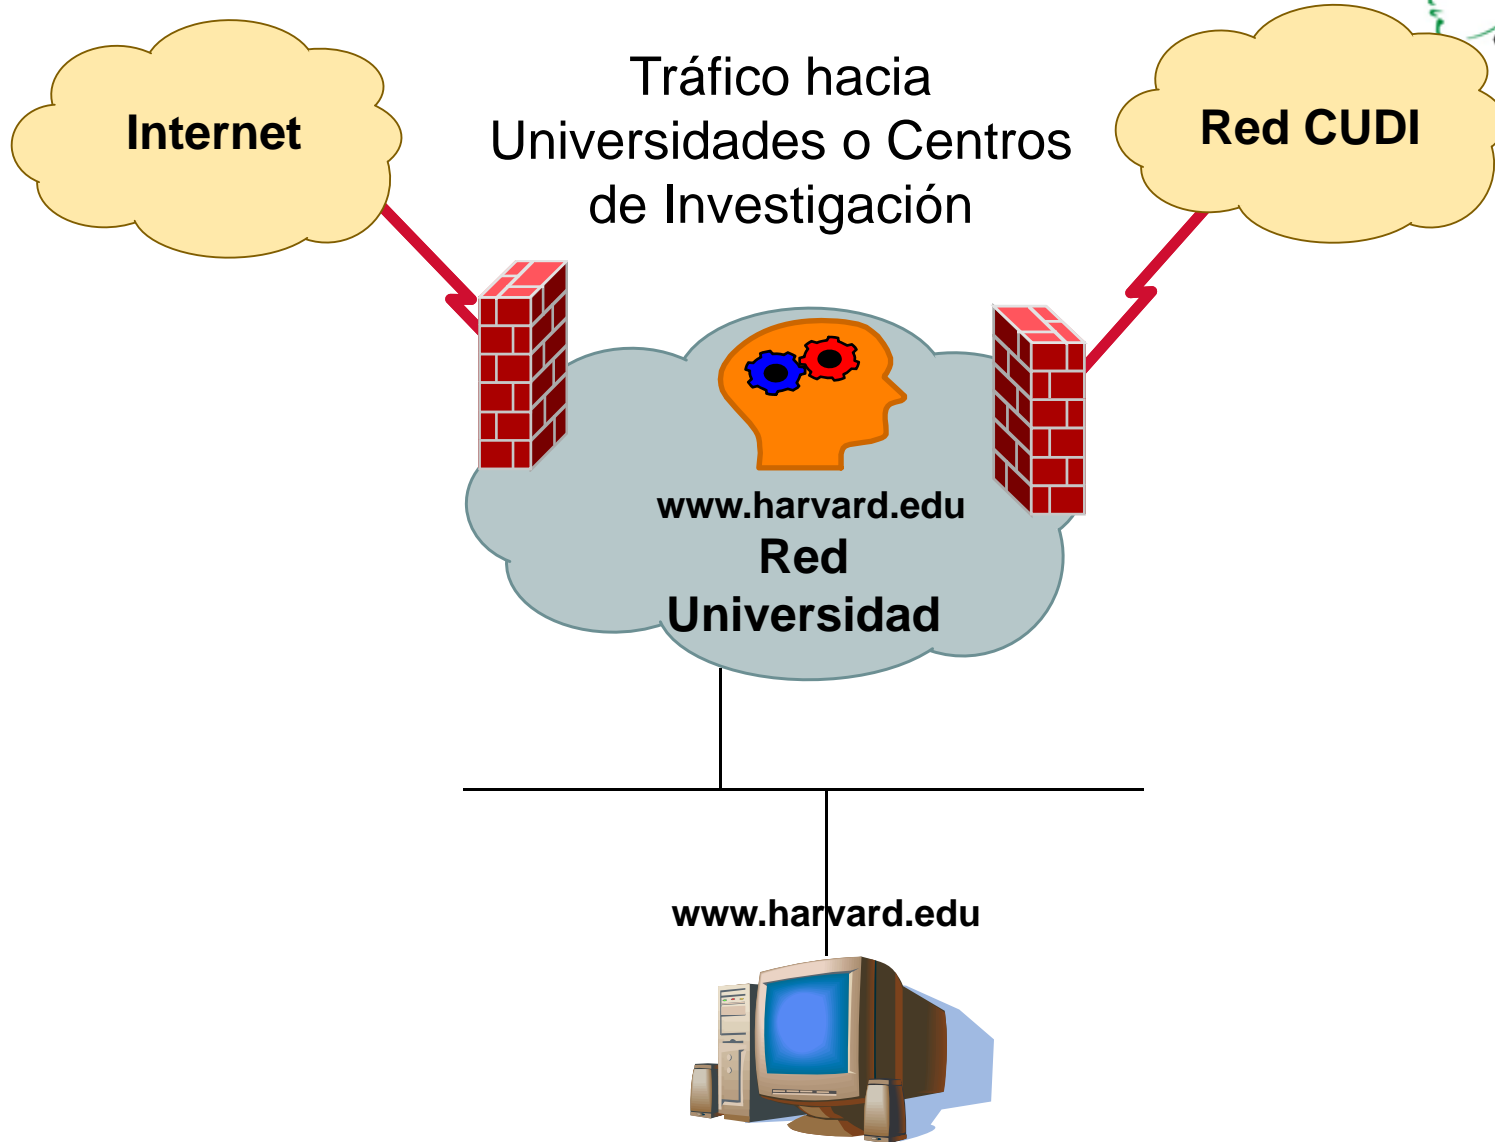 Tráfico hacia
Universidades o Centros
de Investigación
Internet
Red CUDI
www.harvard.edu
Red
Universidad
www.harvard.edu